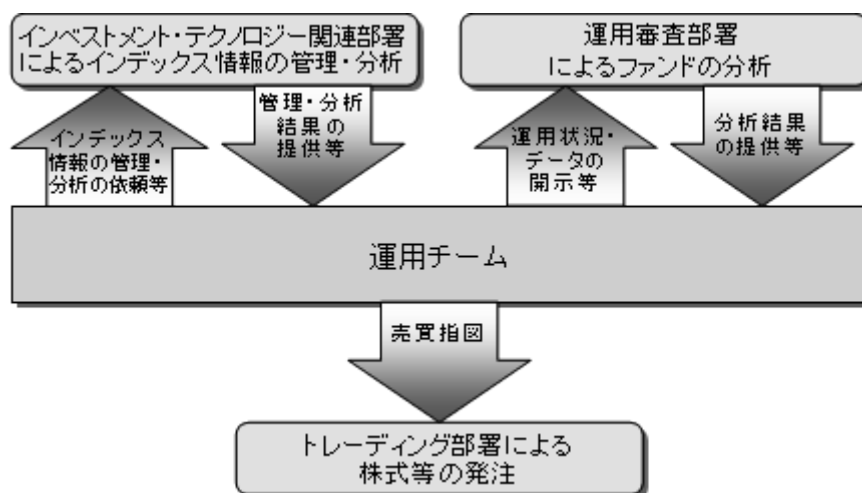 インベストメント・テクノロジー関連部署
によるインデックス情報の管理・分析
運用審査部署
によるファンドの分析
インデックス
情報の管理・
分析の依頼等
管理・分析
結果の
提供等
運用状況・
データの
開示等
分析結果
の提供等
運用チーム
売買指図
トレーディング部署による
株式等の発注